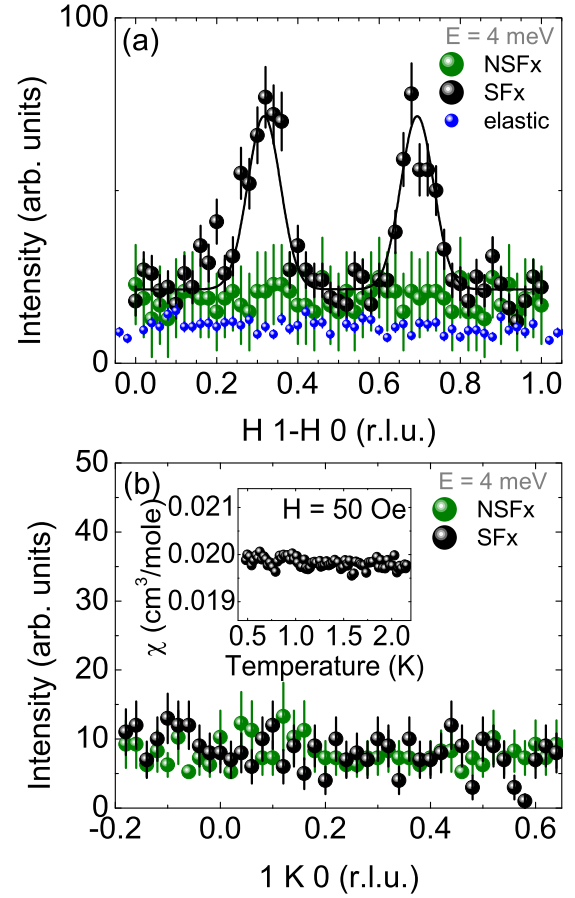 (a)
E = 4 meV
NSFx
SFx
elastic
100
0
Intensity (arb. units)
0.0 0.2 0.4 0.6 0.8 1.0
H 1-H 0 (r.l.u.)
(b)
E = 4 meV
NSFx
SFx
50
40
30
20
10
0
Intensity (arb. units)
H = 50 Oe
0.021
0.020
0.019
χ (cm³/mole)
0.5 1.0 1.5 2.0
Temperature (K)
-0.2 0.0 0.2 0.4 0.6
1 K 0 (r.l.u.)